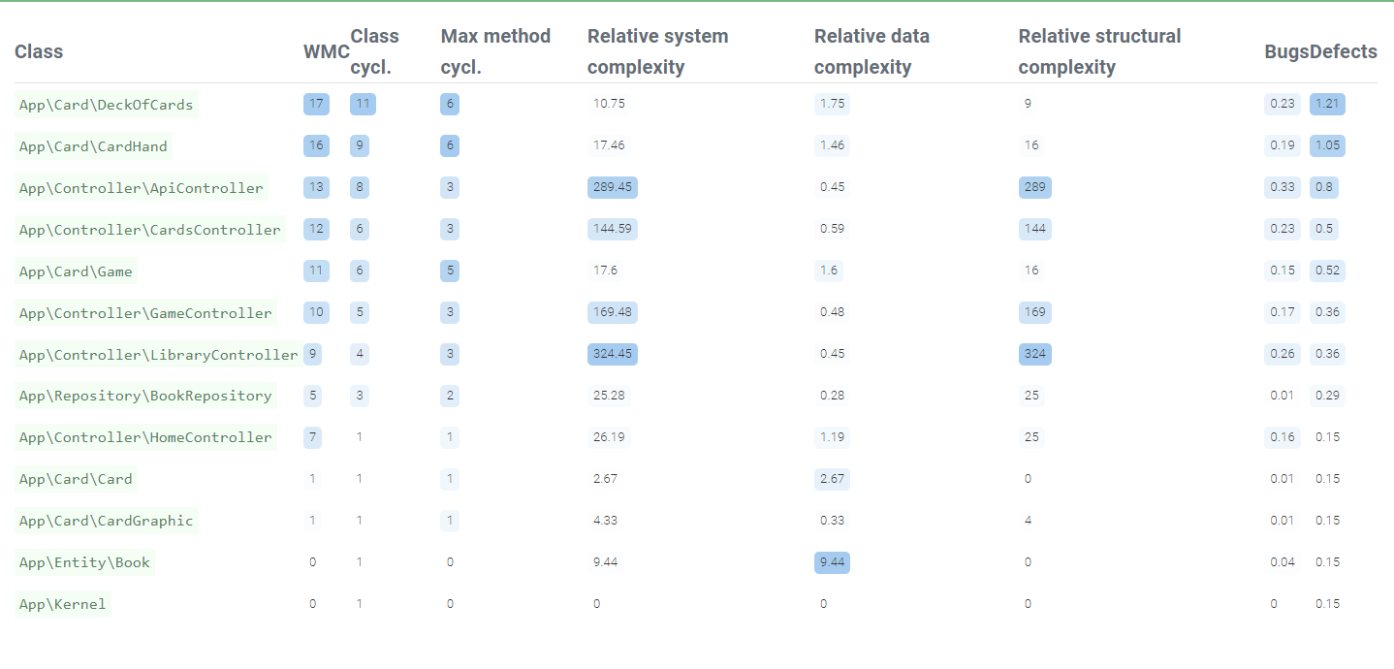 Class WMC Class cycl. Max method cycl. Relative system complexity Relative data complexity Relative structural complexity Bugs Defects
App\Card\DeckOfCards 17 11 6 10.75 1.75 9 0.23 1.21
App\Card\CardHand 16 9 6 17.46 1.46 16 0.19 1.05
App\Controller\ApiController 13 8 3 289.45 0.45 289 0.33 0.8
App\Controller\CardsController 12 6 3 144.59 0.59 144 0.23 0.5
App\Card\Game 11 6 5 17.6 1.6 16 0.15 0.52
App\Controller\GameController 10 5 3 169.48 0.48 169 0.17 0.36
App\Controller\LibraryController 9 4 3 324.45 0.45 324 0.26 0.36
App\Repository\BookRepository 5 3 2 25.28 0.28 25 0.01 0.29
App\Controller\HomeController 7 1 1 26.19 1.19 25 0.16 0.15
App\Card\Card 1 1 1 2.67 2.67 0 0.01 0.15
App\Card\CardGraphic 1 1 1 4.33 0.33 4 0.01 0.15
App\Entity\Book 0 1 0 9.44 9.44 0 0.04 0.15
App\Kernel 0 1 0 0 0 0 0 0.15